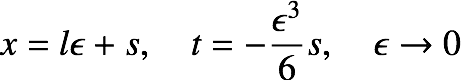 x = lϵ + s, t = −ϵ³/6 s, ϵ → 0